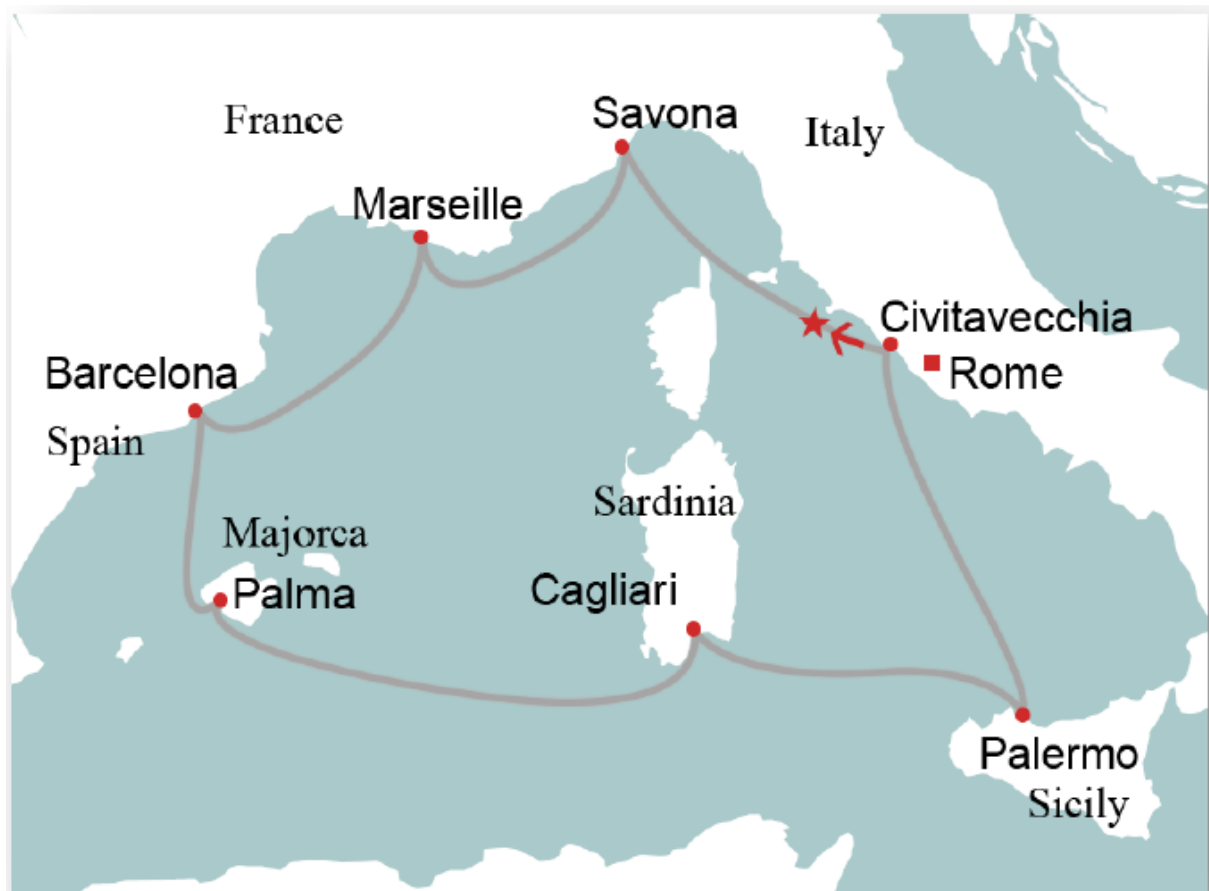 Savona
France
Italy
Marseille
Civitavecchia
Rome
Barcelona
Spain
Sardinia
Majorca
Palma
Cagliari
Palermo
Sicily